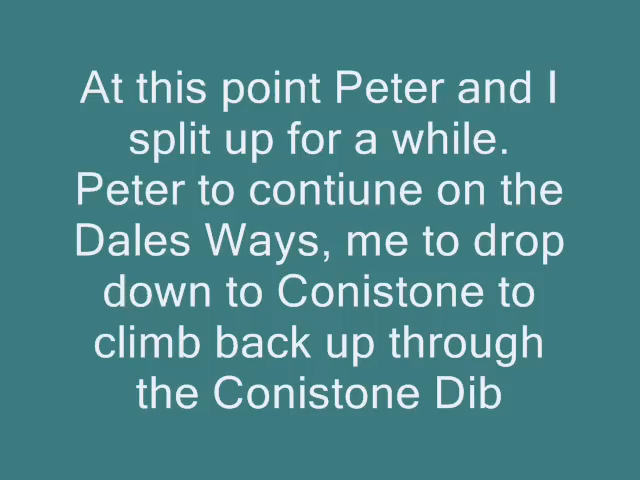 At this point Peter and I
split up for a while.
Peter to contiune on the
Dales Ways, me to drop
down to Conistone to
climb back up through
the Conistone Dib